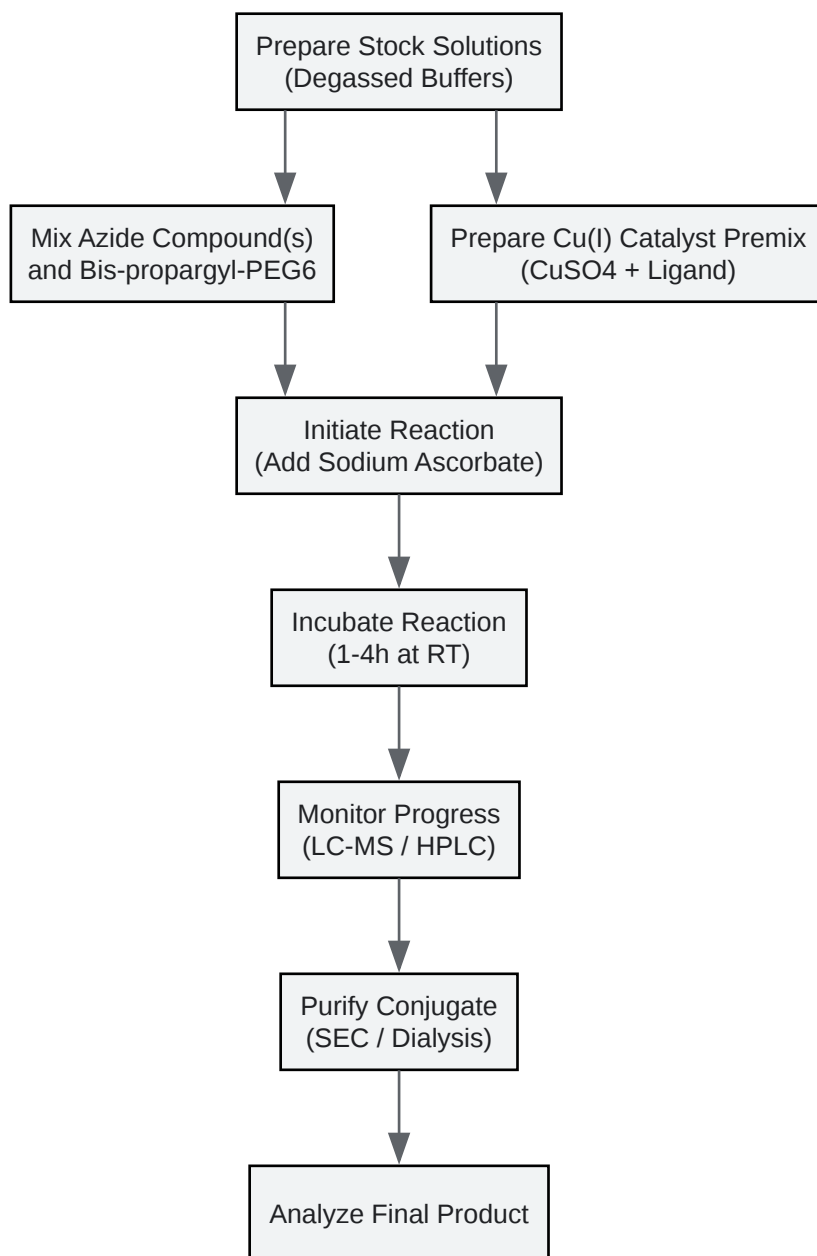 Prepare Stock Solutions
(Degassed Buffers)
Mix Azide Compound(s)
and Bis-propargyl-PEG6
Prepare Cu(I) Catalyst Premix
(CuSO4 + Ligand)
Initiate Reaction
(Add Sodium Ascorbate)
Incubate Reaction
(1-4h at RT)
Monitor Progress
(LC-MS / HPLC)
Purify Conjugate
(SEC / Dialysis)
Analyze Final Product